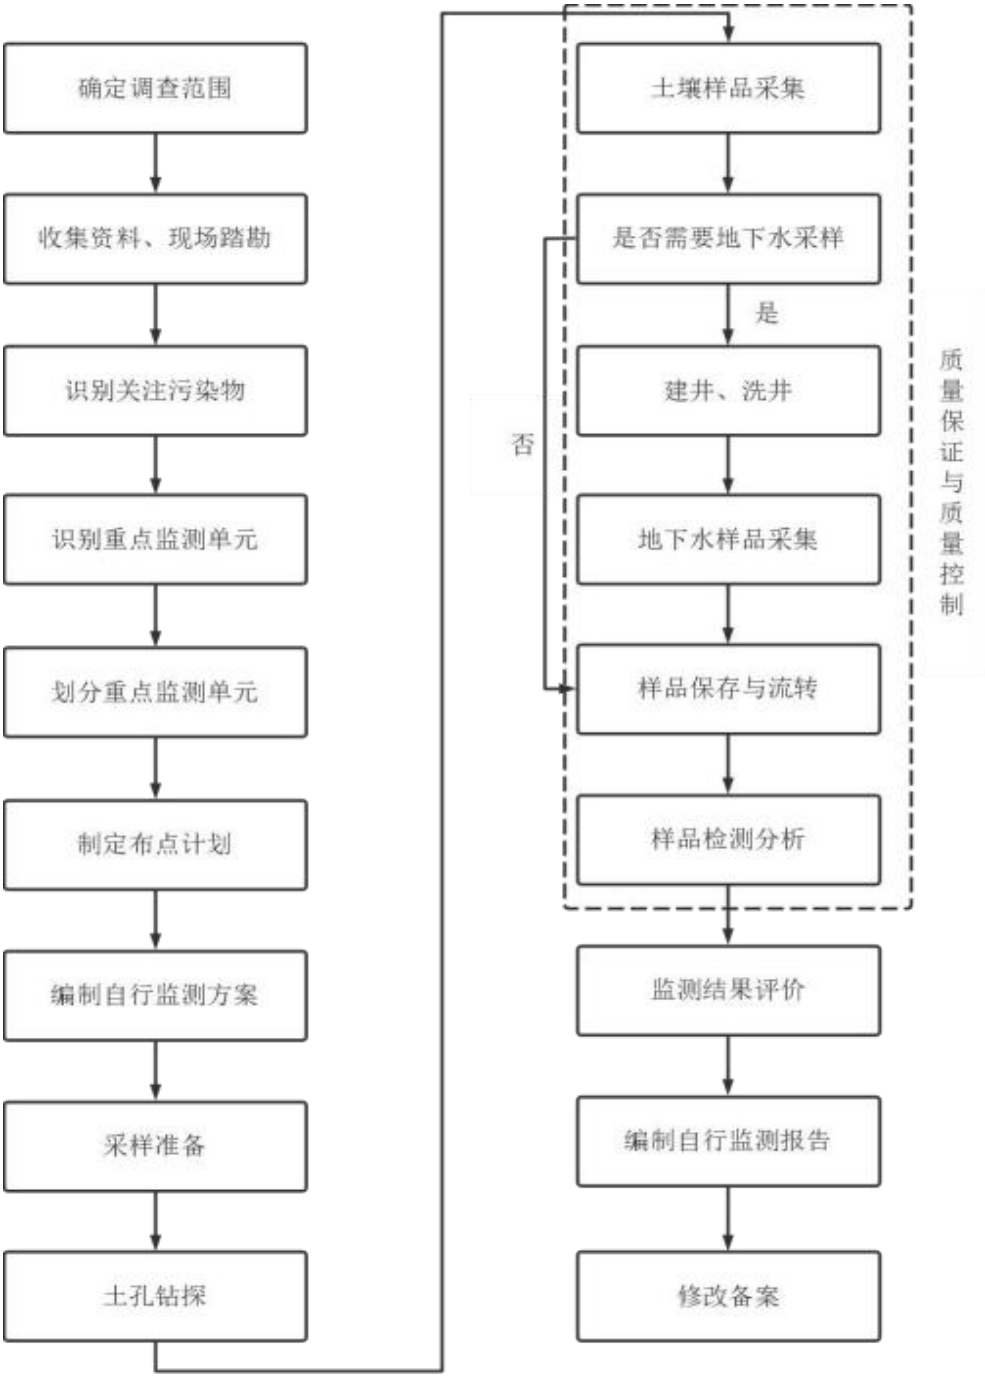 确定调查范围
收集资料、现场踏勘
识别关注污染物
识别重点监测单元
划分重点监测单元
制定布点计划
编制自行监测方案
采样准备
土孔钻探
土壤样品采集
是否需要地下水采样
是
否
建井、洗井
地下水样品采集
样品保存与流转
样品检测分析
质量保证与质量控制
监测结果评价
编制自行监测报告
修改备案